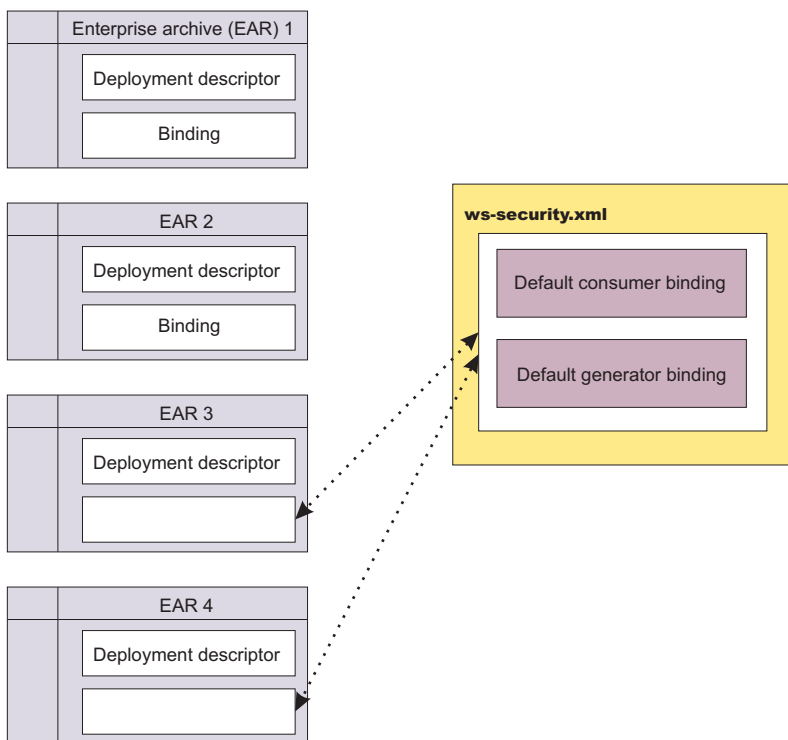 Enterprise archive (EAR) 1
Deployment descriptor
Binding
EAR 2
Deployment descriptor
Binding
EAR 3
Deployment descriptor
EAR 4
Deployment descriptor
ws-security.xml
Default consumer binding
Default generator binding